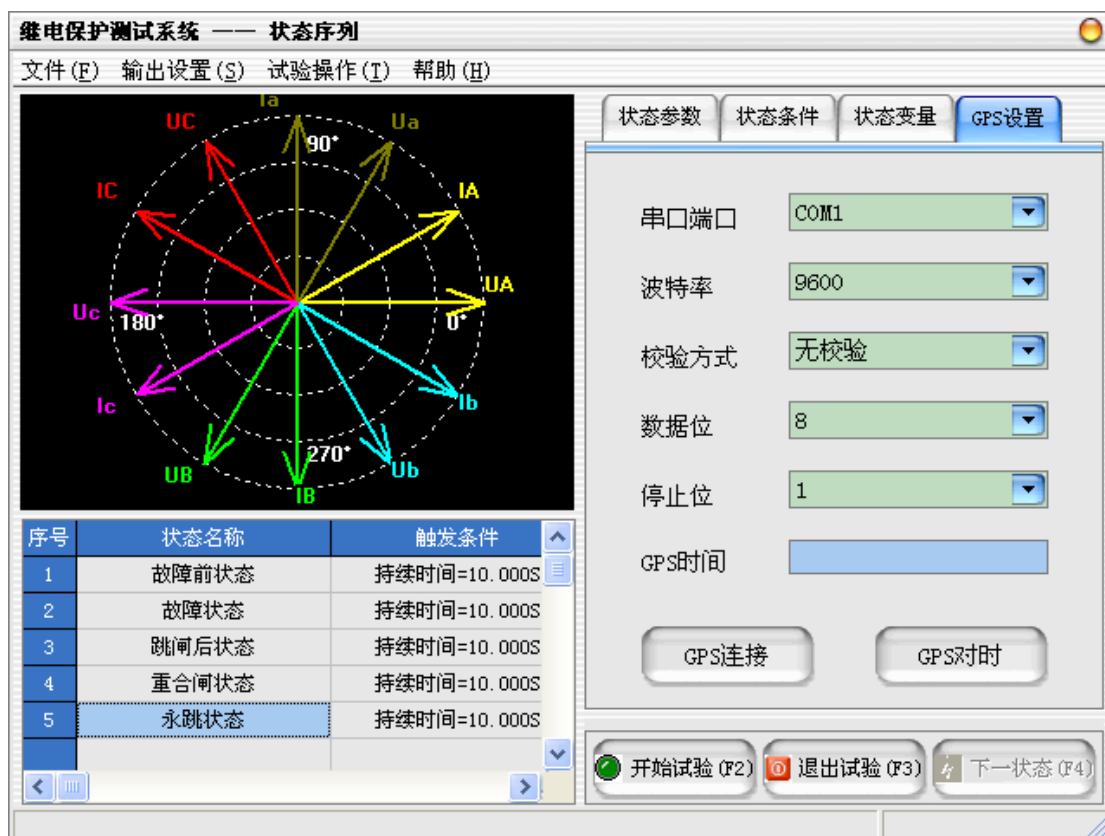 继电保护测试系统 —— 状态序列
文件(F) 输出设置(S) 试验操作(T) 帮助(H)
Ia
UC
Ua
90°
IC
IA
UA
Uc
180°
0°
Ic
Ib
270°
UB
Ub
IB
序号 状态名称 触发条件
1 故障前状态 持续时间=10.000S
2 故障状态 持续时间=10.000S
3 跳闸后状态 持续时间=10.000S
4 重合闸状态 持续时间=10.000S
5 永跳状态 持续时间=10.000S
状态参数 状态条件 状态变量 GPS设置
串口端口 COM1
波特率 9600
校验方式 无校验
数据位 8
停止位 1
GPS时间
GPS连接 GPS对时
开始试验(F2) 退出试验(F3) 下一状态(F4)